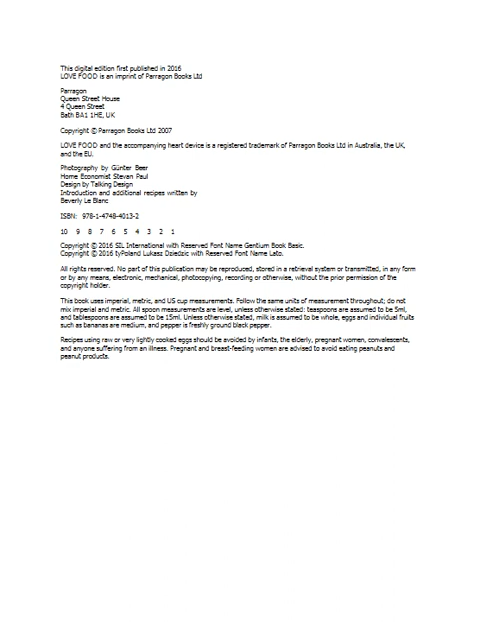 This digital edition first published in 2016
LOVE FOOD is an imprint of Parragon Books Ltd
Parragon
Queen Street House
4 Queen Street
Bath BA1 1HE, UK
Copyright © Parragon Books Ltd 2007
LOVE FOOD and the accompanying heart device is a registered trademark of Parragon Books Ltd in Australia, the UK,
and the EU.
Photography by Günter Beer
Home Economist Stevan Paul
Design by Talking Design
Introduction and additional recipes written by
Beverly Le Blanc
ISBN: 978-1-4748-4013-2
10 9 8 7 6 5 4 3 2 1
Copyright © 2016 SIL International with Reserved Font Name Gentium Book Basic.
Copyright © 2016 tyPoland Lukasz Dziedzic with Reserved Font Name Lato.
All rights reserved. No part of this publication may be reproduced, stored in a retrieval system or transmitted, in any form
or by any means, electronic, mechanical, photocopying, recording or otherwise, without the prior permission of the
copyright holder.
This book uses imperial, metric, and US cup measurements. Follow the same units of measurement throughout; do not
mix imperial and metric. All spoon measurements are level, unless otherwise stated: teaspoons are assumed to be 5ml,
and tablespoons are assumed to be 15ml. Unless otherwise stated, milk is assumed to be whole, eggs and individual fruits
such as bananas are medium, and pepper is freshly ground black pepper.
Recipes using raw or very lightly cooked eggs should be avoided by infants, the elderly, pregnant women, convalescents,
and anyone suffering from an illness. Pregnant and breast-feeding women are advised to avoid eating peanuts and
peanut products.